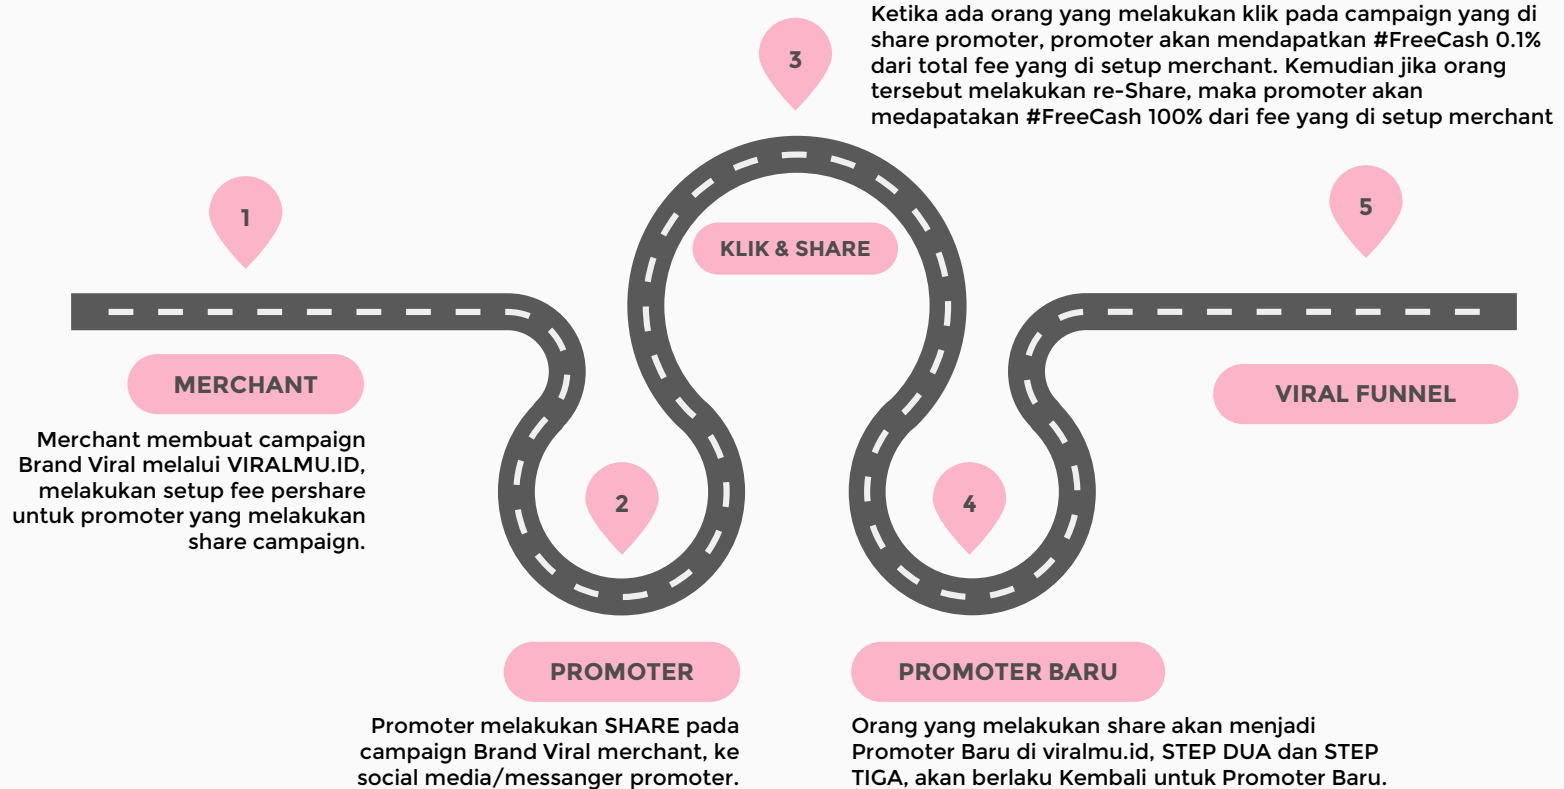 1
MERCHANT
Merchant membuat campaign
Brand Viral melalui VIRALMU.ID,
melakukan setup fee pershare
untuk promoter yang melakukan
share campaign.
2
PROMOTER
Promoter melakukan SHARE pada
campaign Brand Viral merchant, ke
social media/messanger promoter.
3
Ketika ada orang yang melakukan klik pada campaign yang di
share promoter, promoter akan mendapatkan #FreeCash 0.1%
dari total fee yang di setup merchant. Kemudian jika orang
tersebut melakukan re-Share, maka promoter akan
medapatakan #FreeCash 100% dari fee yang di setup merchant
KLIK & SHARE
4
PROMOTER BARU
Orang yang melakukan share akan menjadi
Promoter Baru di viralmu.id, STEP DUA dan STEP
TIGA, akan berlaku Kembali untuk Promoter Baru.
5
VIRAL FUNNEL